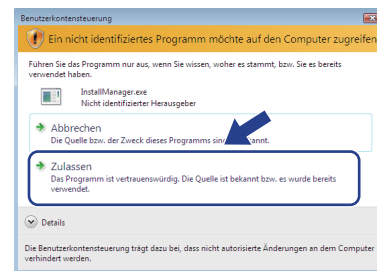 Benutzerkontensteuerung
Ein nicht identifiziertes Programm möchte auf den Computer zugreifen
Führen Sie das Programm nur aus, wenn Sie wissen, woher es stammt, bzw. Sie es bereits
verwendet haben.
InstallManager.exe
Nicht identifizierter Herausgeber
Abbrechen
Die Quelle bzw. der Zweck dieses Programms sind
Zulassen
Das Programm ist vertrauenswürdig. Die Quelle ist bekannt bzw. es wurde bereits
verwendet.
Details
Die Benutzerkontensteuerung trägt dazu bei, dass nicht autorisierte Änderungen an dem Computer
verhindert werden.